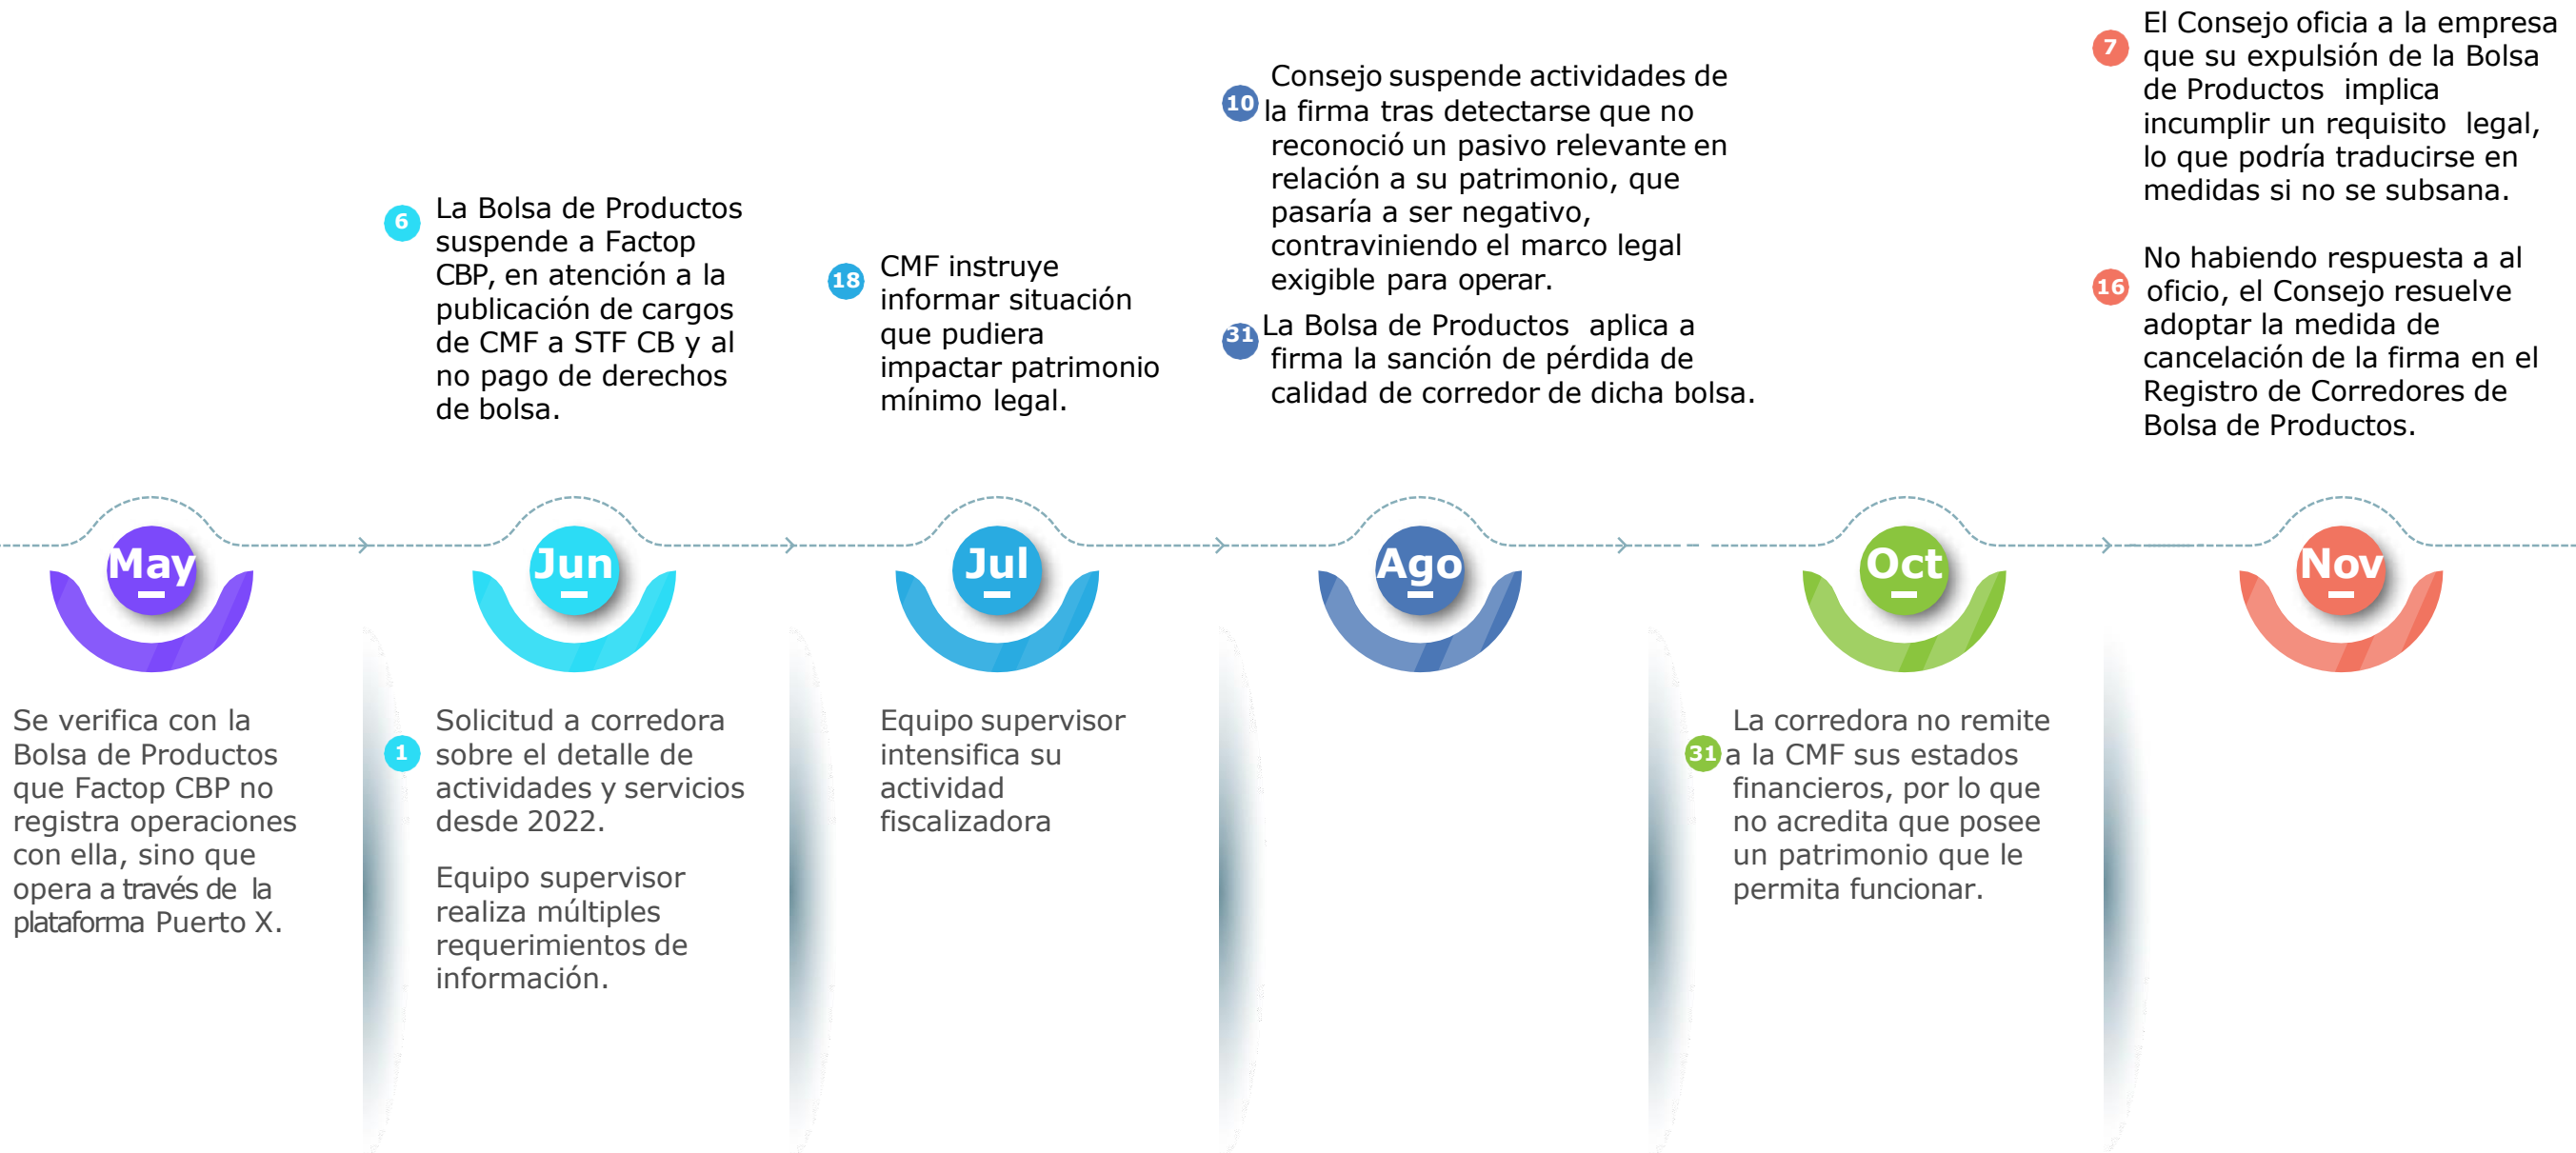 6
La Bolsa de Productos
suspende a Factop
CBP, en atención a la
publicación de cargos
de CMF a STF CB y al
no pago de derechos
de bolsa.
18
CMF instruye
informar situación
que pudiera
impactar patrimonio
mínimo legal.
10
Consejo suspende actividades de
la firma tras detectarse que no
reconoció un pasivo relevante en
relación a su patrimonio, que
pasaría a ser negativo,
contraviniendo el marco legal
exigible para operar.
31
La Bolsa de Productos aplica a
firma la sanción de pérdida de
calidad de corredor de dicha bolsa.
7
El Consejo oficia a la empresa
que su expulsión de la Bolsa
de Productos implica
incumplir un requisito legal,
lo que podría traducirse en
medidas si no se subsana.
16
No habiendo respuesta a al
oficio, el Consejo resuelve
adoptar la medida de
cancelación de la firma en el
Registro de Corredores de
Bolsa de Productos.
May
Jun
Jul
Ago
Oct
Nov
Se verifica con la
Bolsa de Productos
que Factop CBP no
registra operaciones
con ella, sino que
opera a través de la
plataforma Puerto X.
1
Solicitud a corredora
sobre el detalle de
actividades y servicios
desde 2022.
Equipo supervisor
realiza múltiples
requerimientos de
información.
Equipo supervisor
intensifica su
actividad
fiscalizadora
31
La corredora no remite
a la CMF sus estados
financieros, por lo que
no acredita que posee
un patrimonio que le
permita funcionar.